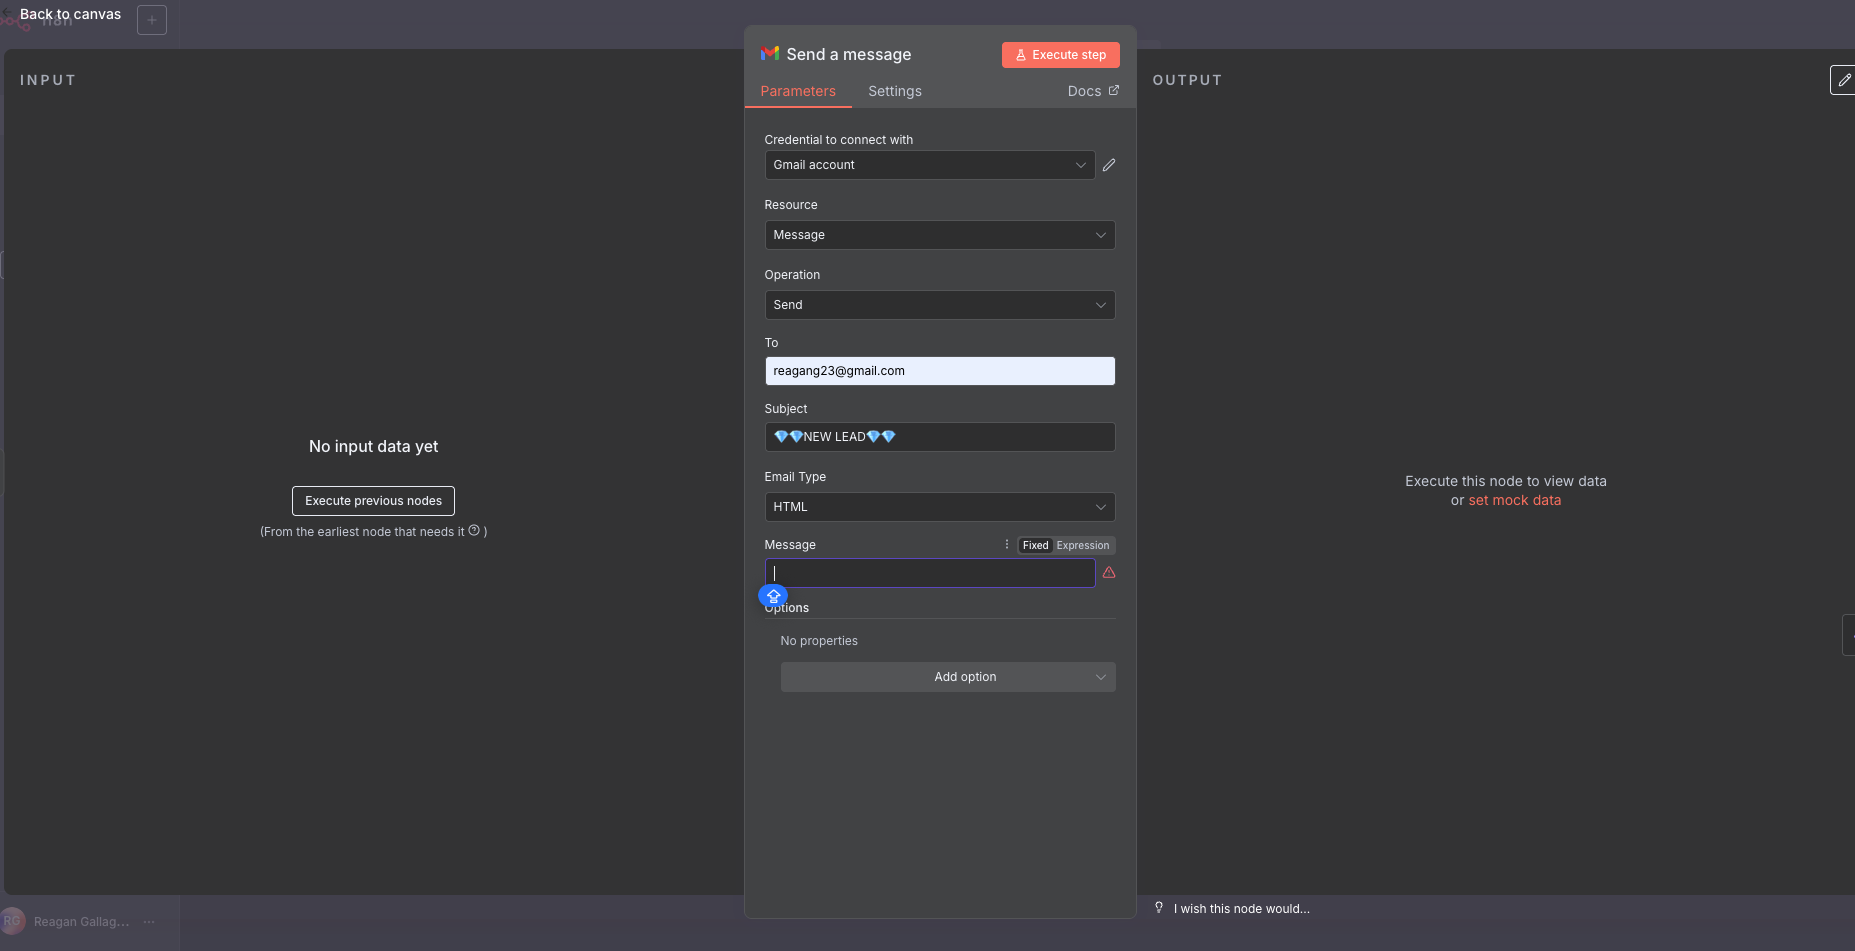 Back to canvas
n8n
+
INPUT
No input data yet
Execute previous nodes
(From the earliest node that needs it ? )
Send a message
Execute step
Parameters
Settings
Docs
Credential to connect with
Gmail account
Resource
Message
Operation
Send
To
reagang23@gmail.com
Subject
💎💎NEW LEAD💎💎
Email Type
HTML
Message
Fixed Expression
Options
No properties
Add option
OUTPUT
Execute this node to view data
or set mock data
RG Reagan Gallag... ...
I wish this node would...